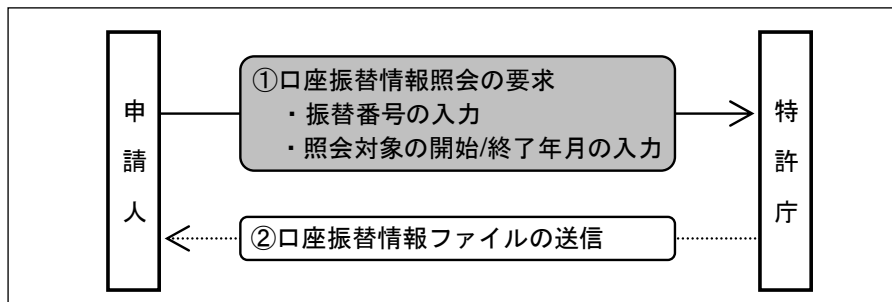 申請人
①口座振替情報照会の要求
・振替番号の入力
・照会対象の開始/終了年月の入力
特許庁
②口座振替情報ファイルの送信